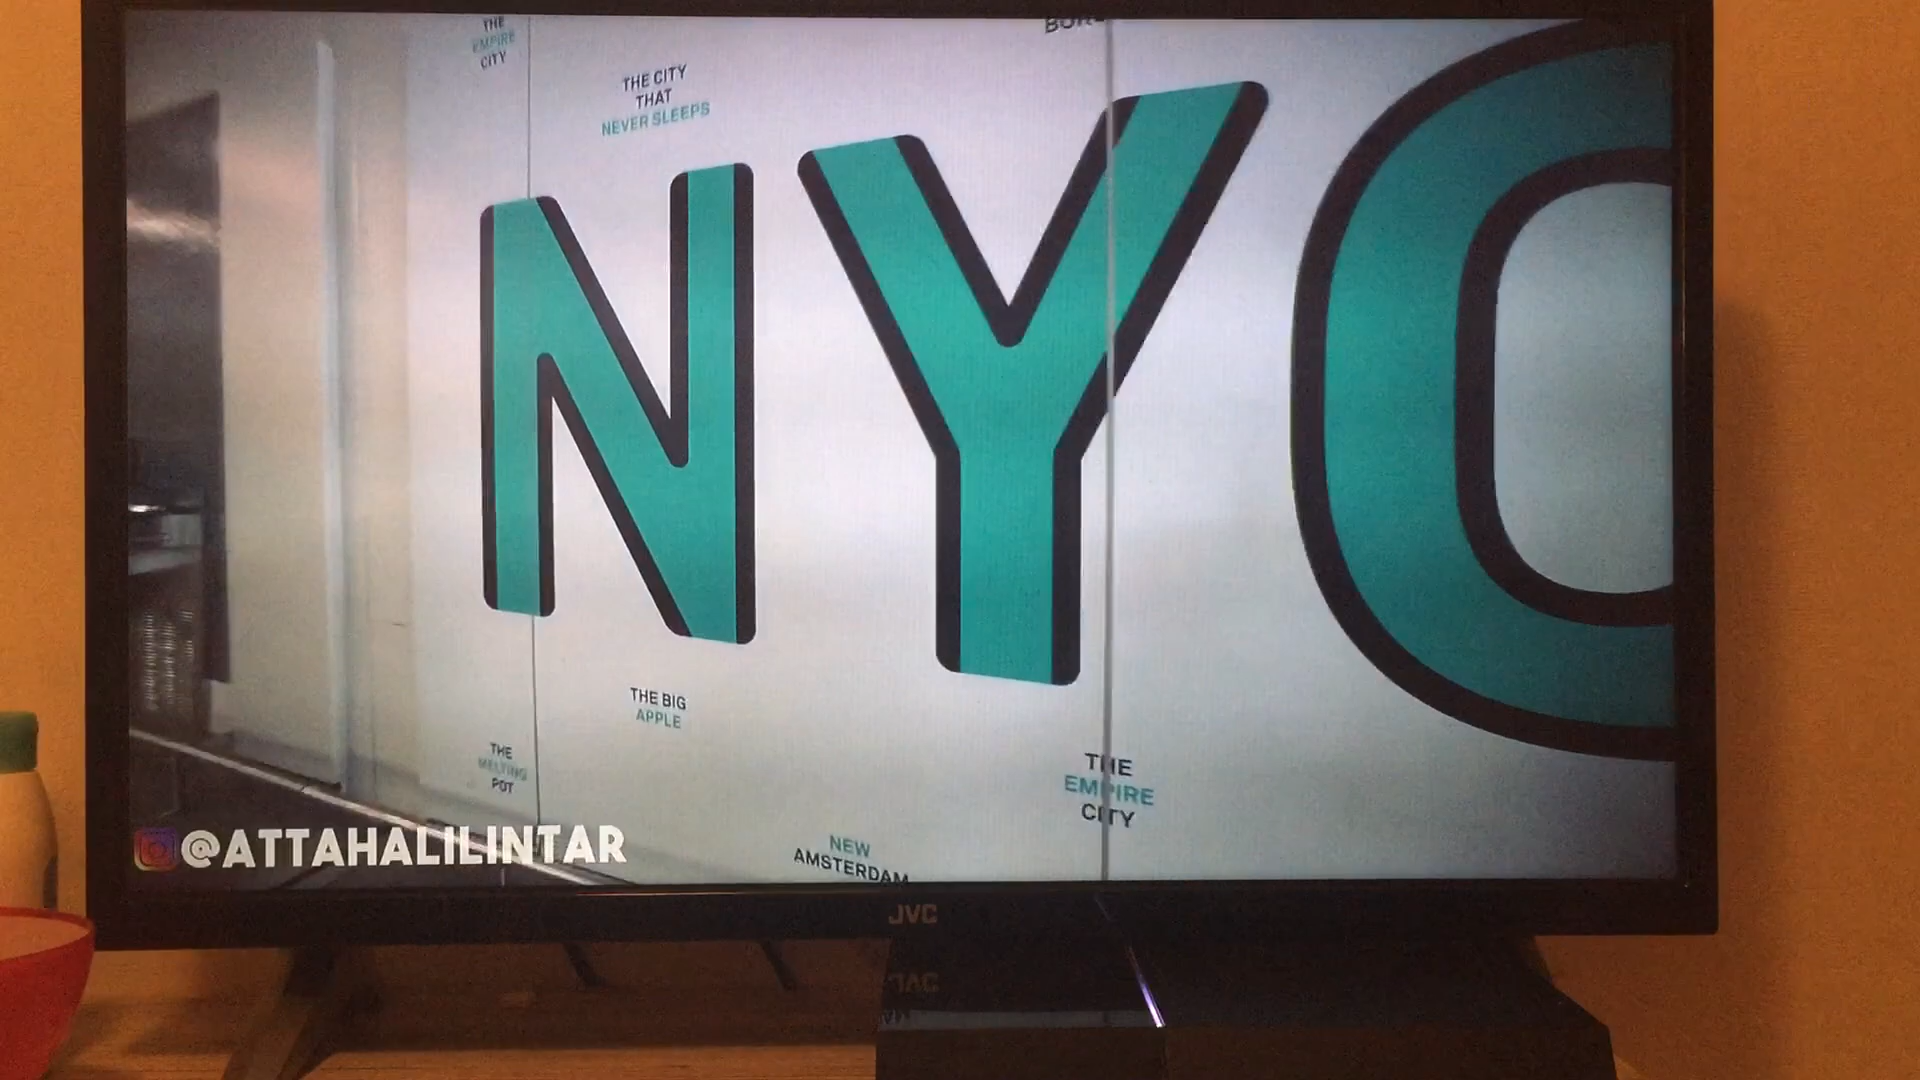 THE
EMPIRE
CITY
THE CITY
THAT
NEVER SLEEPS
NYC
THE BIG
APPLE
THE
MELTING
POT
THE
EMPIRE
CITY
NEW
AMSTERDAM
@ATTAHALILINTAR
JVC